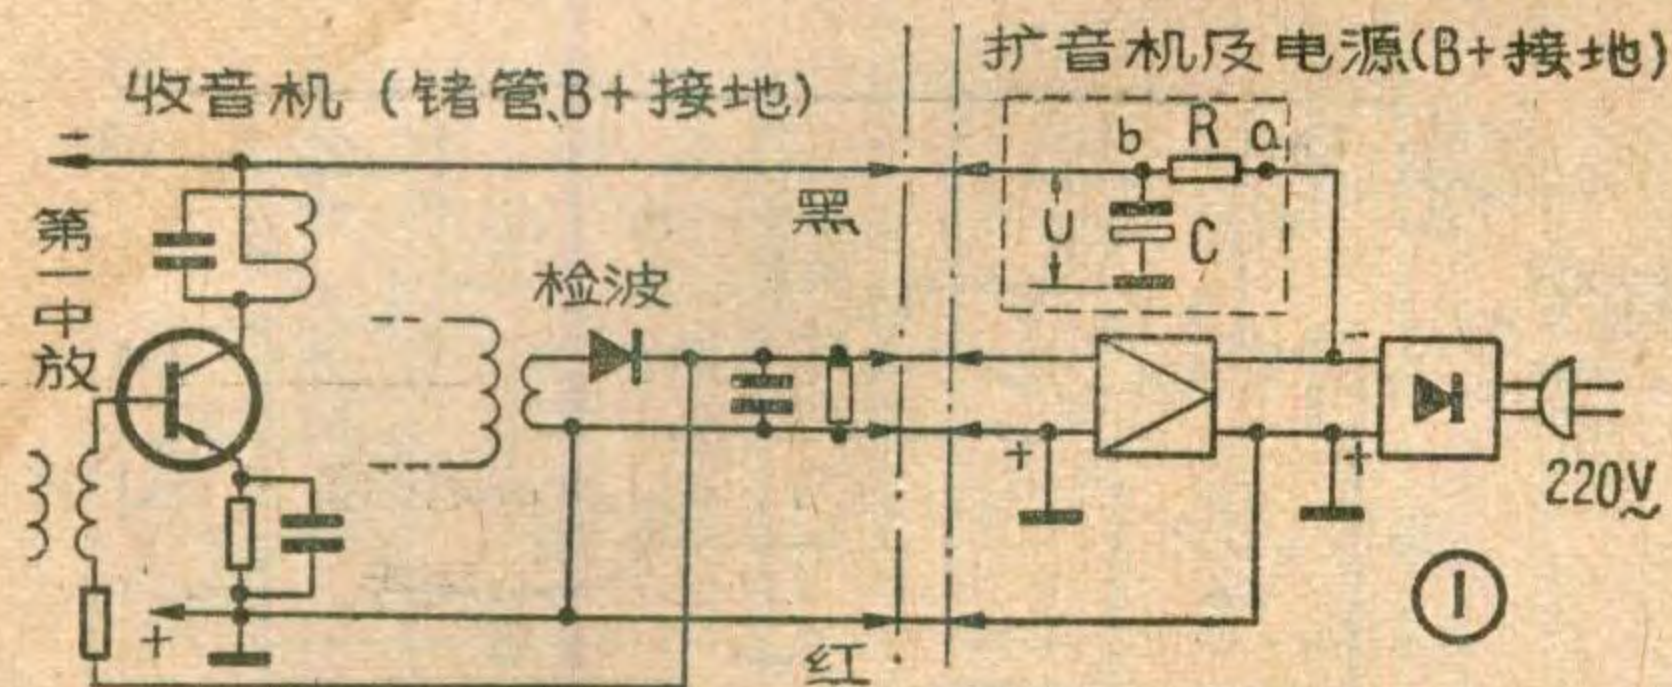 收音机 (锗管、B+接地)
扩音机及电源(B+接地)
-
b R a
黑
U
C
第一中放
检波
-
+
+
220V
~
+
红
1